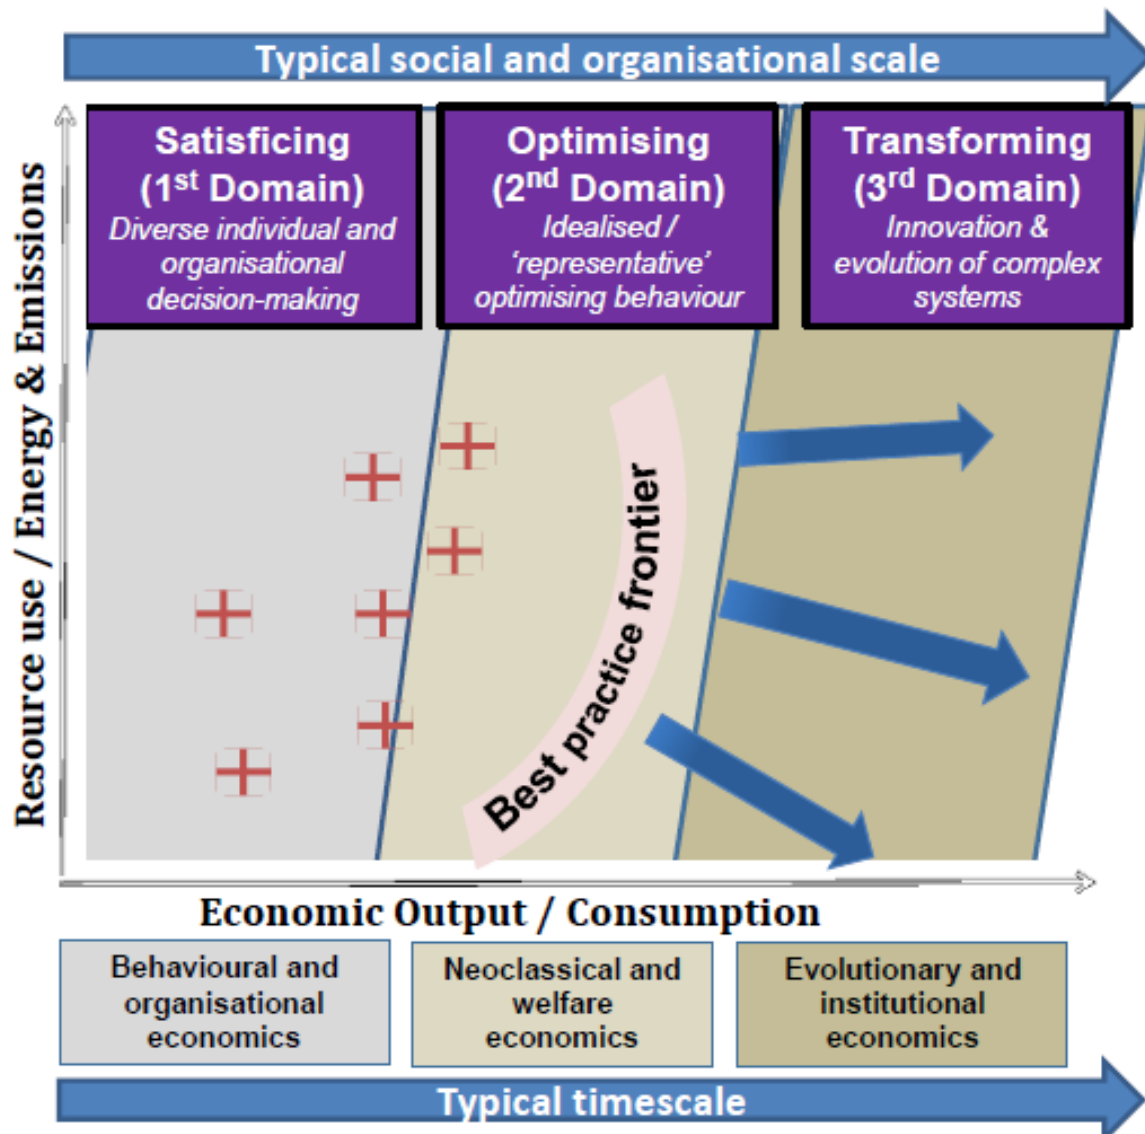 Typical social and organisational scale
Satisficing
(1st Domain)
Diverse individual and
organisational
decision-making
Optimising
(2nd Domain)
Idealised /
‘representative’
optimising behaviour
Transforming
(3rd Domain)
Innovation &
evolution of complex
systems
Resource use / Energy & Emissions
Best practice frontier
Economic Output / Consumption
Behavioural and
organisational
economics
Neoclassical and
welfare
economics
Evolutionary and
institutional
economics
Typical timescale